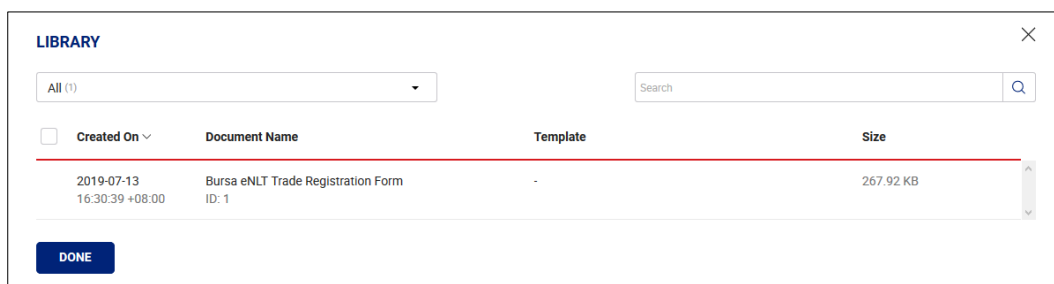 LIBRARY
All (1)
Search
Created On Document Name Template Size
2019-07-13 Bursa eNLT Trade Registration Form - 267.92 KB
16:30:39 +08:00 ID: 1
DONE